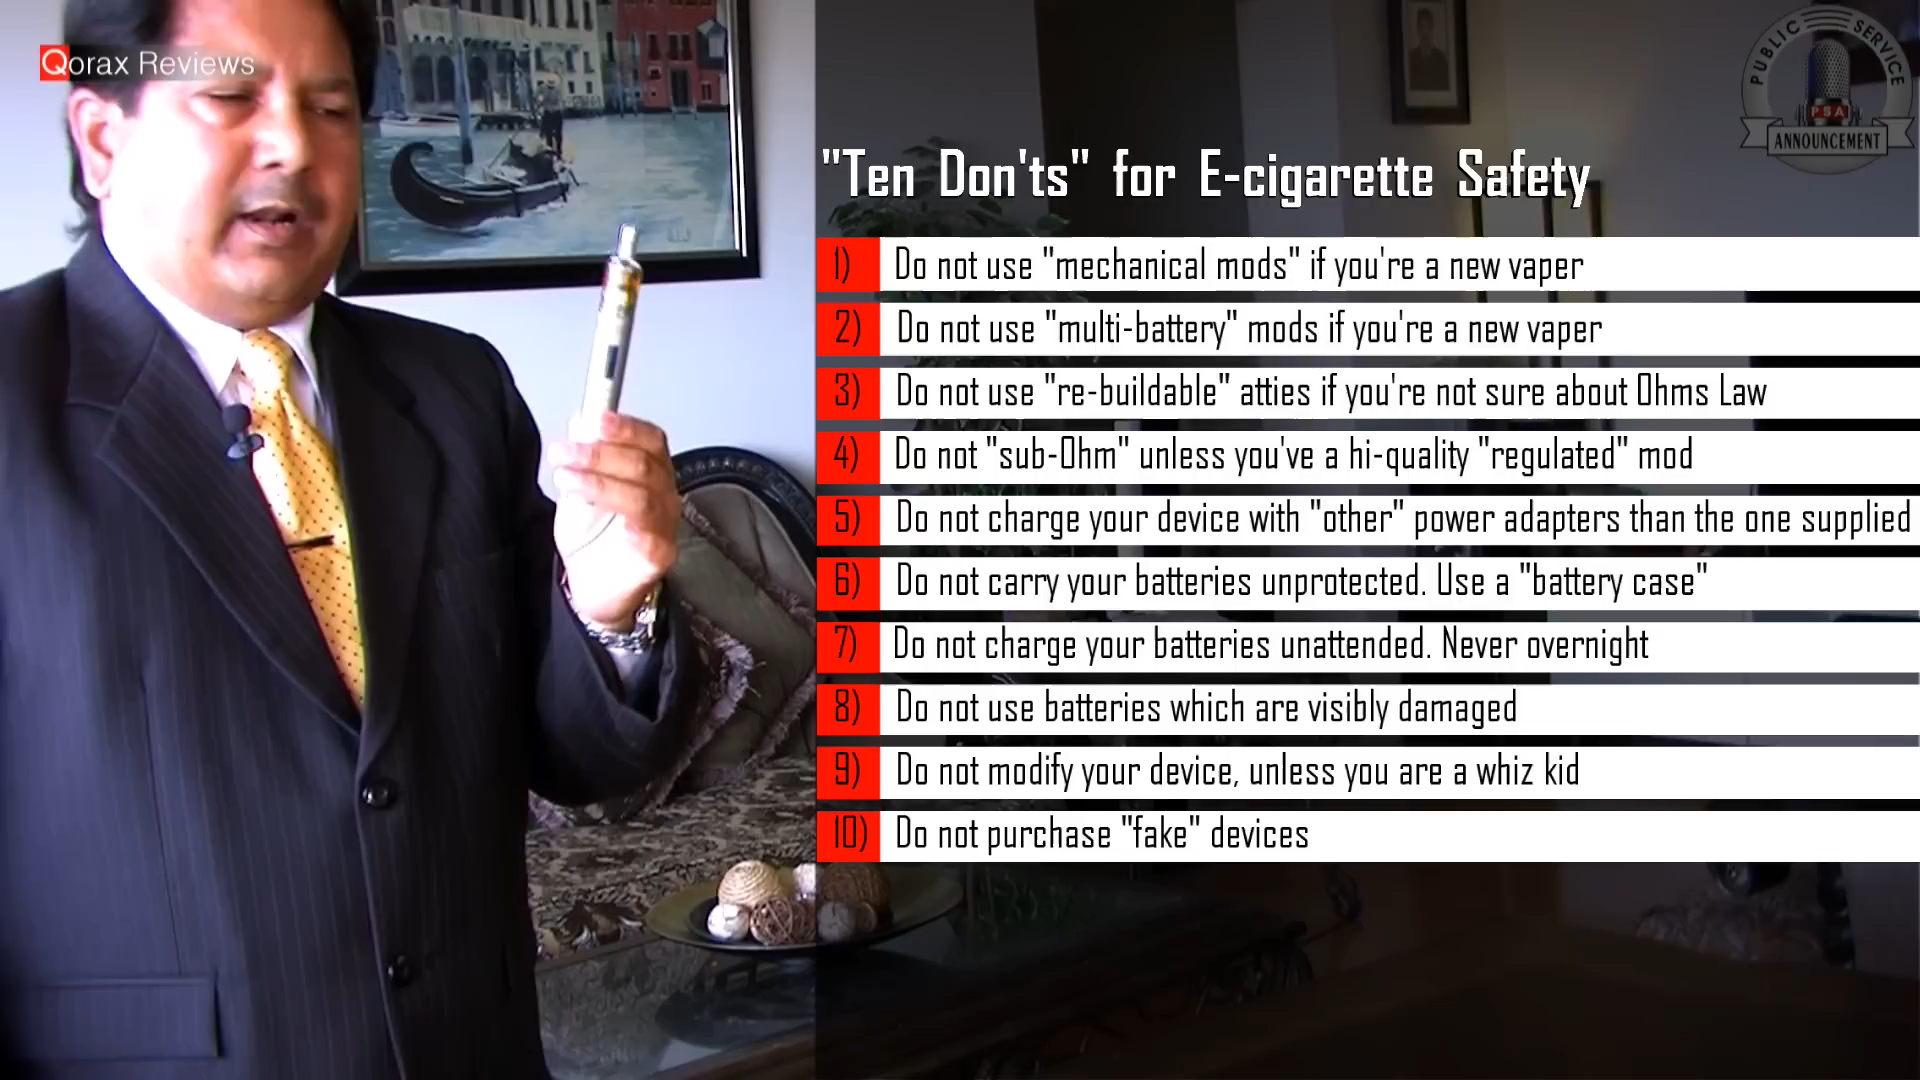 Qorax Reviews
PUBLIC SERVICE
PSA
ANNOUNCEMENT
"Ten Don'ts" for E-cigarette Safety
1) Do not use "mechanical mods" if you're a new vaper
2) Do not use "multi-battery" mods if you're a new vaper
3) Do not use "re-buildable" atties if you're not sure about Ohms Law
4) Do not "sub-Ohm" unless you've a hi-quality "regulated" mod
5) Do not charge your device with "other" power adapters than the one supplied
6) Do not carry your batteries unprotected. Use a "battery case"
7) Do not charge your batteries unattended. Never overnight
8) Do not use batteries which are visibly damaged
9) Do not modify your device, unless you are a whiz kid
10) Do not purchase "fake" devices